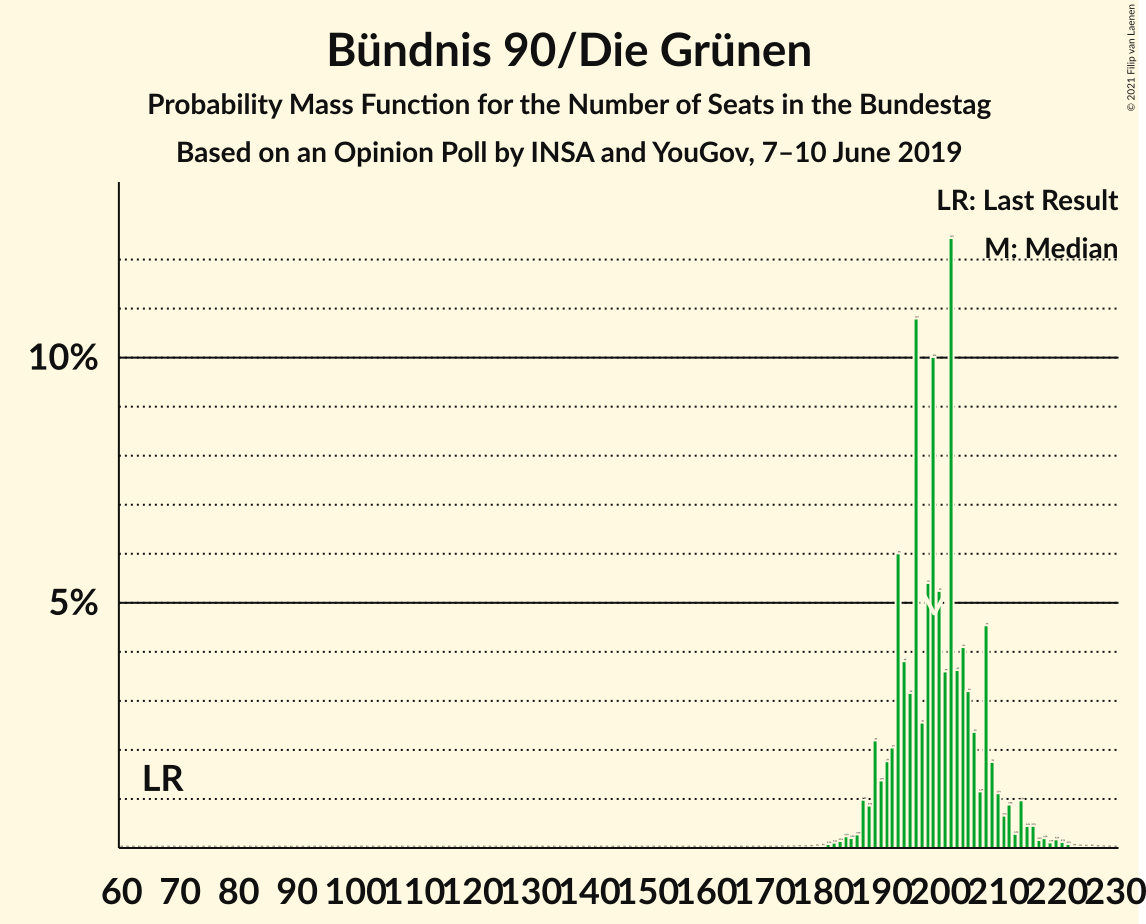 Bündnis 90/Die Grünen
Probability Mass Function for the Number of Seats in the Bundestag
Based on an Opinion Poll by INSA and YouGov, 7–10 June 2019
© 2021 Filip van Laenen
LR: Last Result
M: Median
10%
5%
M
LR
60 70 80 90 100 110 120 130 140 150 160 170 180 190 200 210 220 230